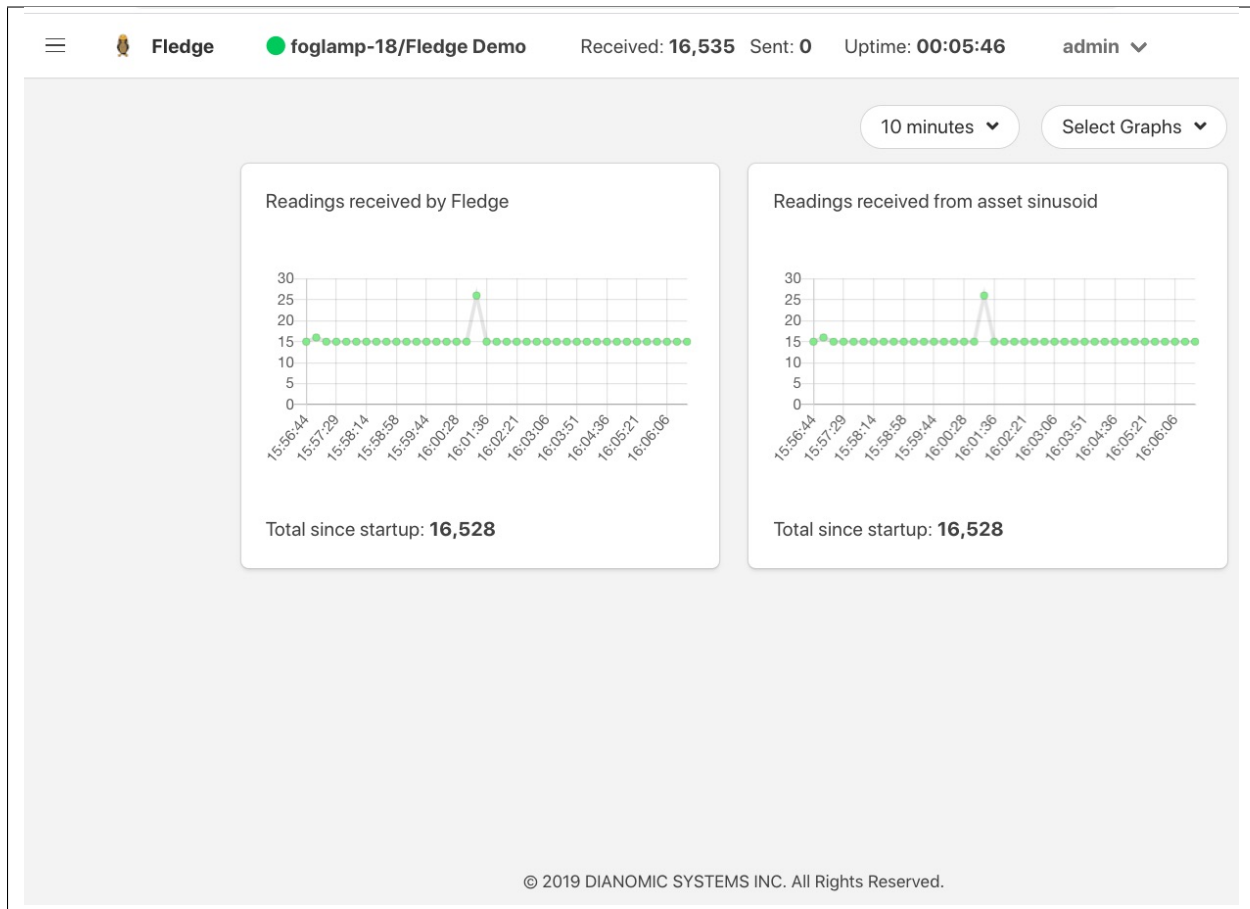 Fledge foglamp-18/Fledge Demo Received: 16,535 Sent: 0 Uptime: 00:05:46 admin
10 minutes Select Graphs
Readings received by Fledge
30
25
20
15
10
5
0
15:56:44 15:57:29 15:58:14 15:58:58 15:59:44 16:00:28 16:01:36 16:02:21 16:03:06 16:03:51 16:04:36 16:05:21 16:06:06
Total since startup: 16,528
Readings received from asset sinusoid
30
25
20
15
10
5
0
15:56:44 15:57:29 15:58:14 15:58:58 15:59:44 16:00:28 16:01:36 16:02:21 16:03:06 16:03:51 16:04:36 16:05:21 16:06:06
Total since startup: 16,528
© 2019 DIANOMIC SYSTEMS INC. All Rights Reserved.